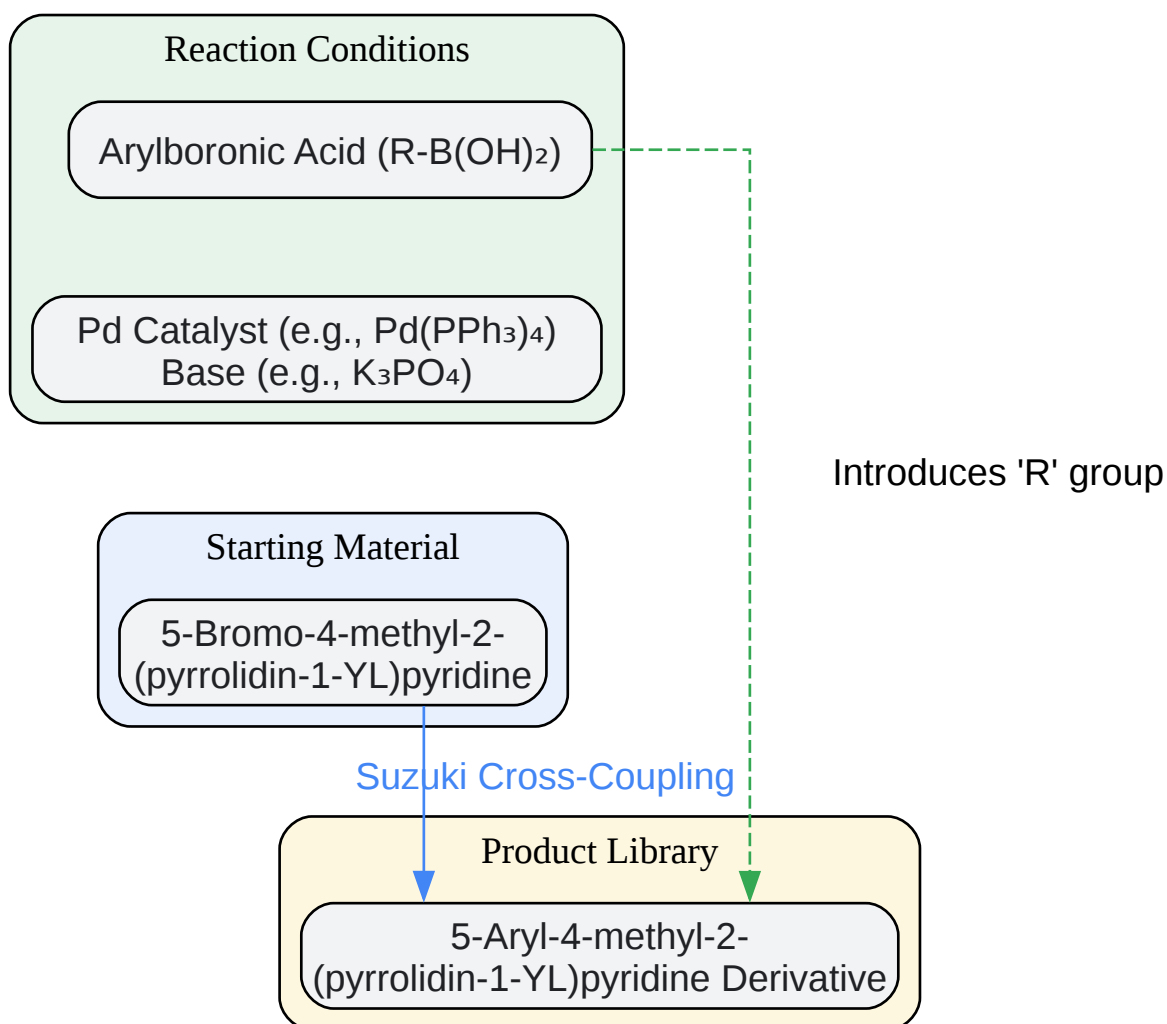 Reaction Conditions
Arylboronic Acid (R-B(OH)₂)
Pd Catalyst (e.g., Pd(PPh₃)₄)
Base (e.g., K₃PO₄)
Introduces 'R' group
Starting Material
5-Bromo-4-methyl-2-
(pyrrolidin-1-YL)pyridine
Suzuki Cross-Coupling
Product Library
5-Aryl-4-methyl-2-
(pyrrolidin-1-YL)pyridine Derivative